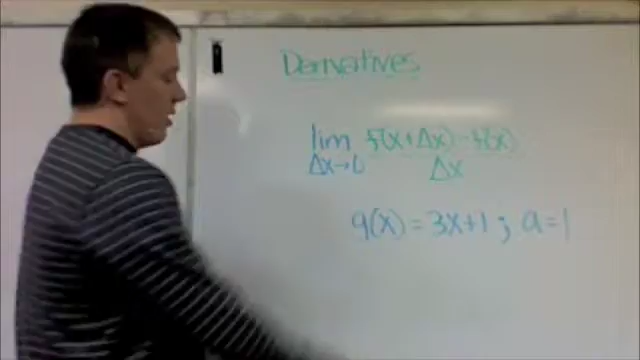 Derivatives
lim f(x+Δx)-f(x)
Δx→0 Δx
g(x)=3x+1; a=1